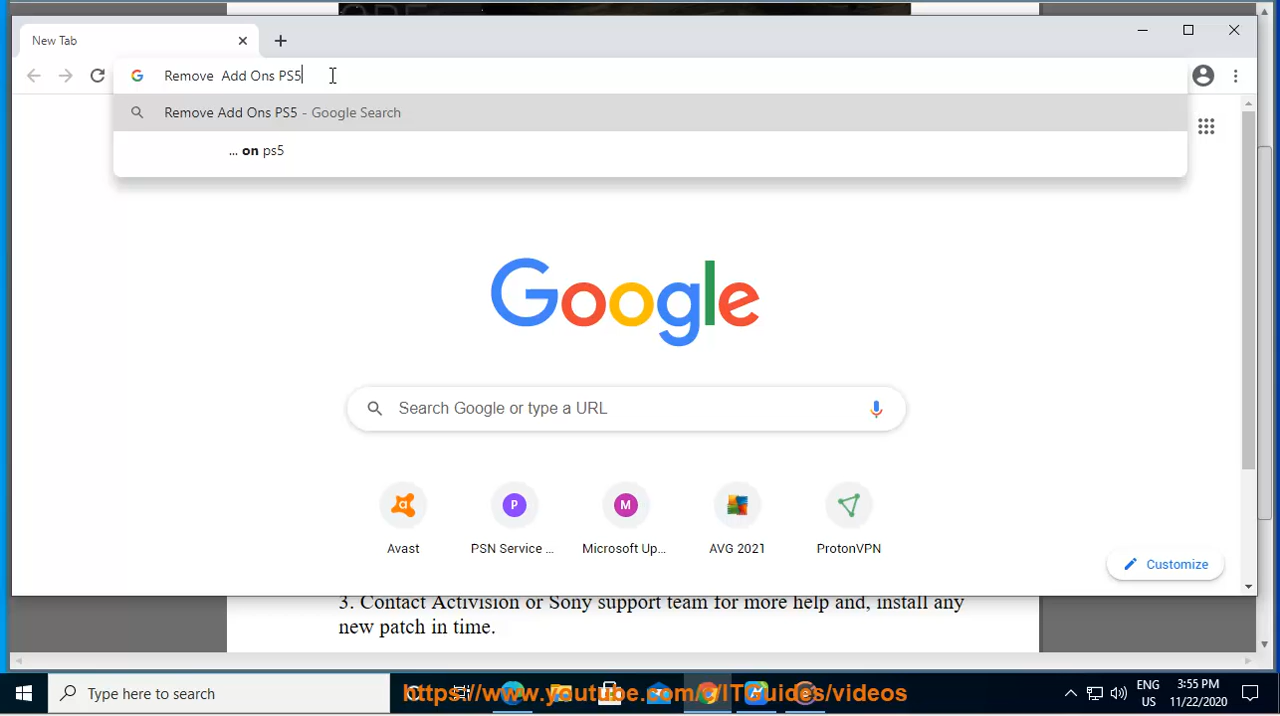 New Tab
Remove  Add Ons PS5
Remove Add Ons PS5 - Google Search
... on ps5
Google
Search Google or type a URL
P
M
Avast
PSN Service ...
Microsoft Up...
AVG 2021
ProtonVPN
Customize
3. Contact Activision or Sony support team for more help and, install any
new patch in time.
Type here to search
https://www.youtube.com/c/ITGuides/videos
ENG
US
3:55 PM
11/22/2020